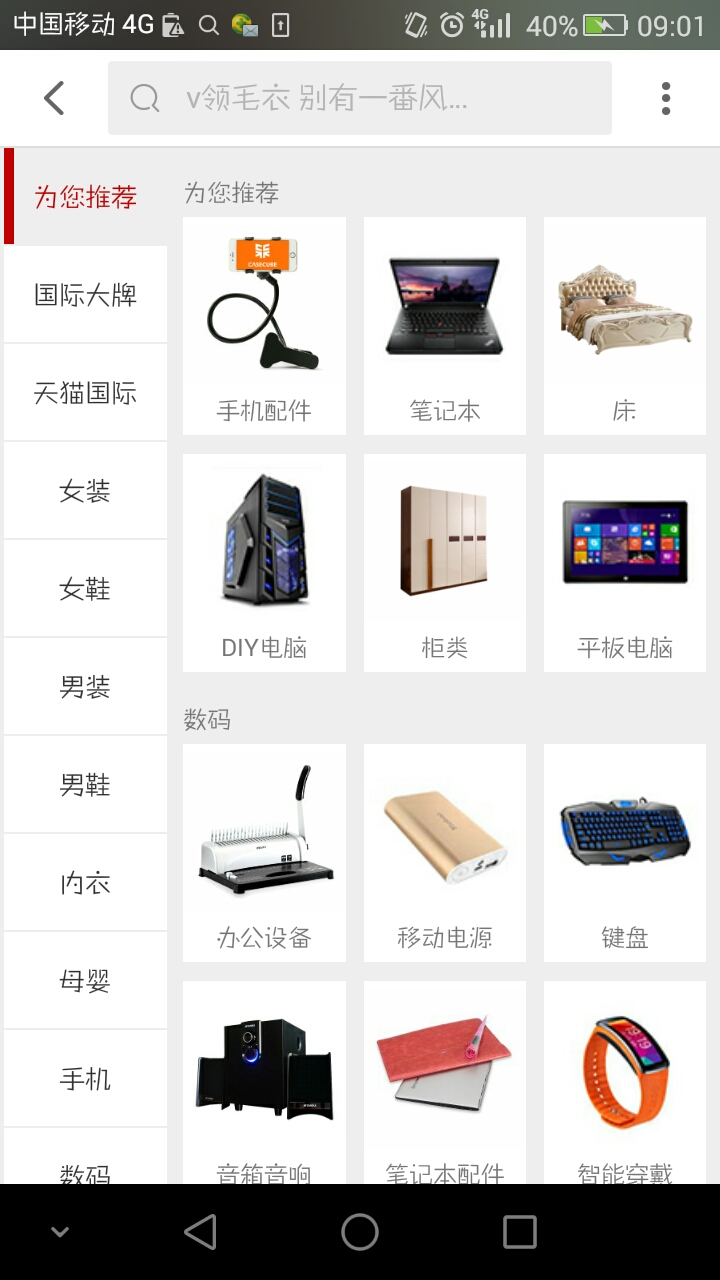 中国移动 4G 4G 40% 09:01
v领毛衣 别有一番风...
为您推荐
国际大牌
天猫国际
女装
女鞋
男装
男鞋
内衣
母婴
手机
数码
为您推荐
CASECURE
手机配件 笔记本 床
DIY电脑 柜类 平板电脑
数码
办公设备 移动电源 键盘
音箱音响 笔记本配件 智能穿戴